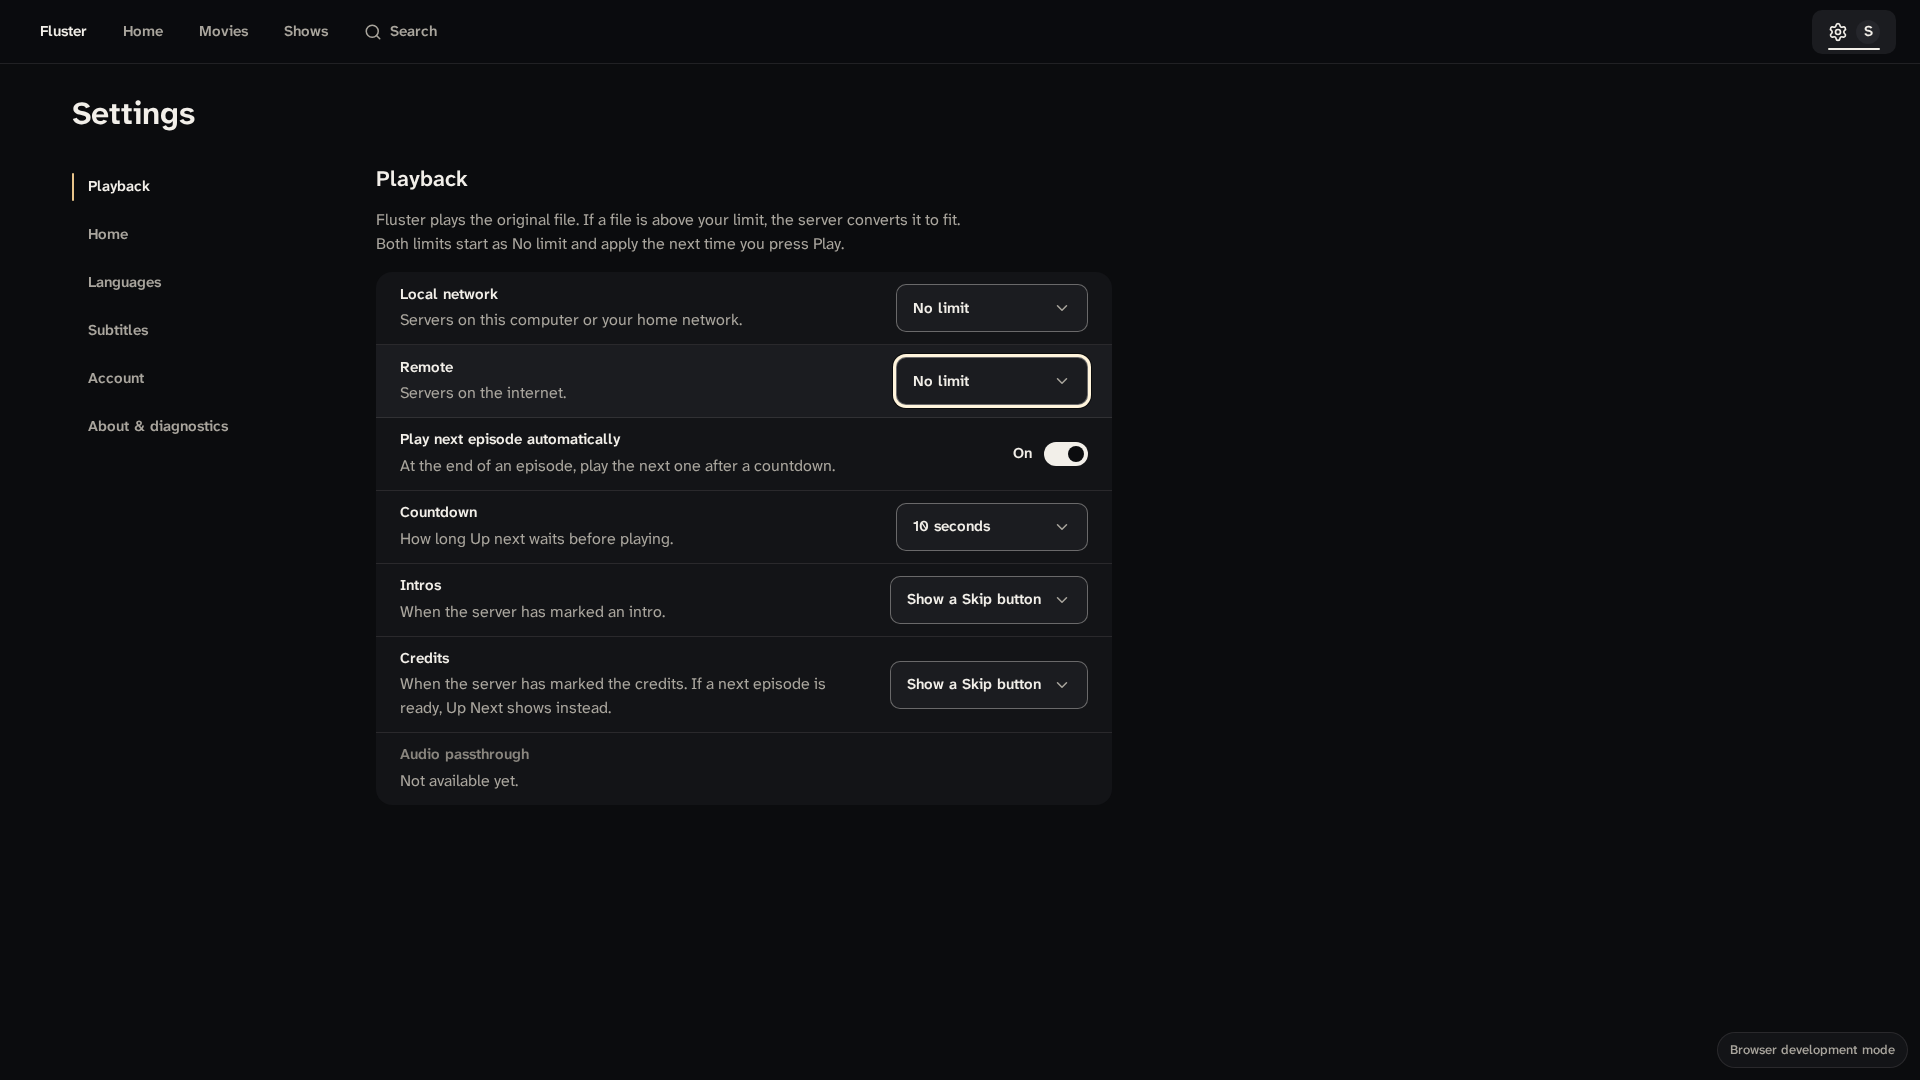 Fluster
Home
Movies
Shows
Search
S
Settings
Playback
Home
Languages
Subtitles
Account
About & diagnostics
Playback
Fluster plays the original file. If a file is above your limit, the server converts it to fit.
Both limits start as No limit and apply the next time you press Play.
Local network
Servers on this computer or your home network.
No limit
Remote
Servers on the internet.
No limit
Play next episode automatically
At the end of an episode, play the next one after a countdown.
On
Countdown
How long Up next waits before playing.
10 seconds
Intros
When the server has marked an intro.
Show a Skip button
Credits
When the server has marked the credits. If a next episode is
ready, Up Next shows instead.
Show a Skip button
Audio passthrough
Not available yet.
Browser development mode